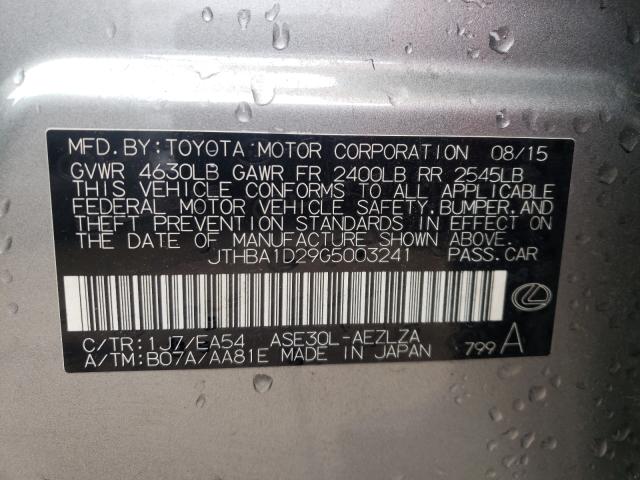 MFD.BY:TOYOTA MOTOR CORPORATION 08/15
GVWR 4630LB GAWR FR 2400LB RR 2545LB
THIS VEHICLE CONFORMS TO ALL APPLICABLE
FEDERAL MOTOR VEHICLE SAFETY,BUMPER,AND
THEFT PREVENTION STANDARDS IN EFFECT ON
THE DATE OF MANUFACTURE SHOWN ABOVE.
JTHBA1D29G5003241 PASS.CAR
C/TR:1J7/EA54 ASE30L-AEZLZA
A/TM:B07A/AA81E MADE IN JAPAN 799 A